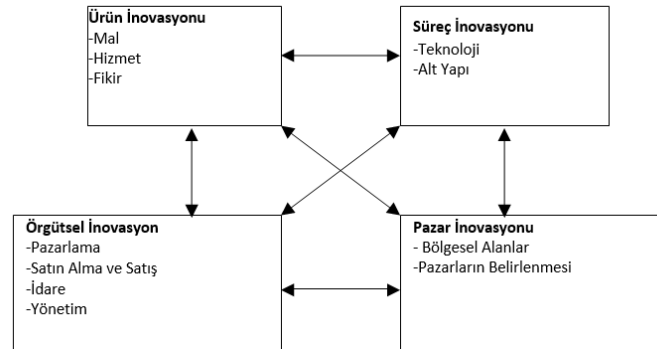 Ürün İnovasyonu
-Mal
-Hizmet
-Fikir
Süreç İnovasyonu
-Teknoloji
-Alt Yapı
Örgütsel İnovasyon
-Pazarlama
-Satın Alma ve Satış
-İdare
-Yönetim
Pazar İnovasyonu
- Bölgesel Alanlar
-Pazarların Belirlenmesi